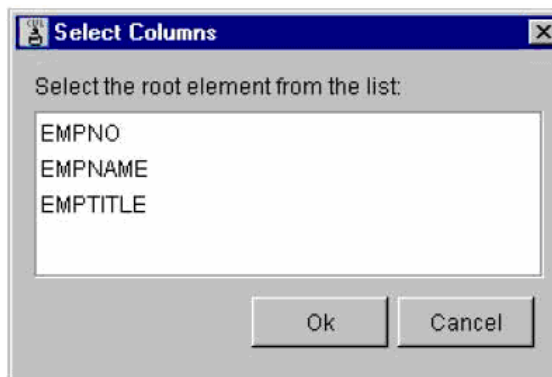 Select Columns
Select the root element from the list:
EMPNO
EMPNAME
EMPTITLE
Ok
Cancel